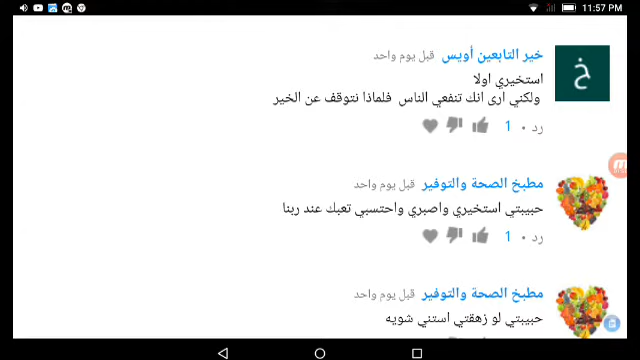 11:57 PM
خير التابعين أويس قبل يوم واحد
استخيري اولا
ولكني ارى انك تنفعي الناس فلماذا نتوقف عن الخير
رد • 1
مطبخ الصحة والتوفير قبل يوم واحد
حبيبتي استخيري واصبري واحتسبي تعبك عند ربنا
رد • 1
مطبخ الصحة والتوفير قبل يوم واحد
حبيبتي لو زهقتي استني شويه